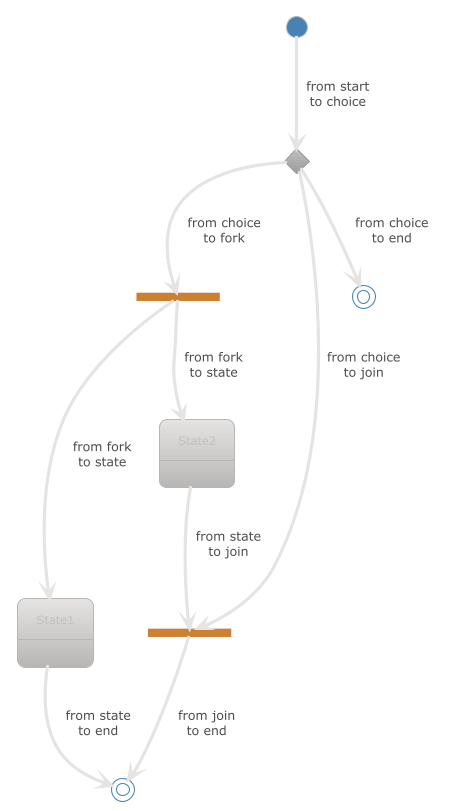 from start
to choice
from choice
to fork
from choice
to end
from fork
to state
from choice
to join
State2
from fork
to state
from state
to join
State1
from state
to end
from join
to end